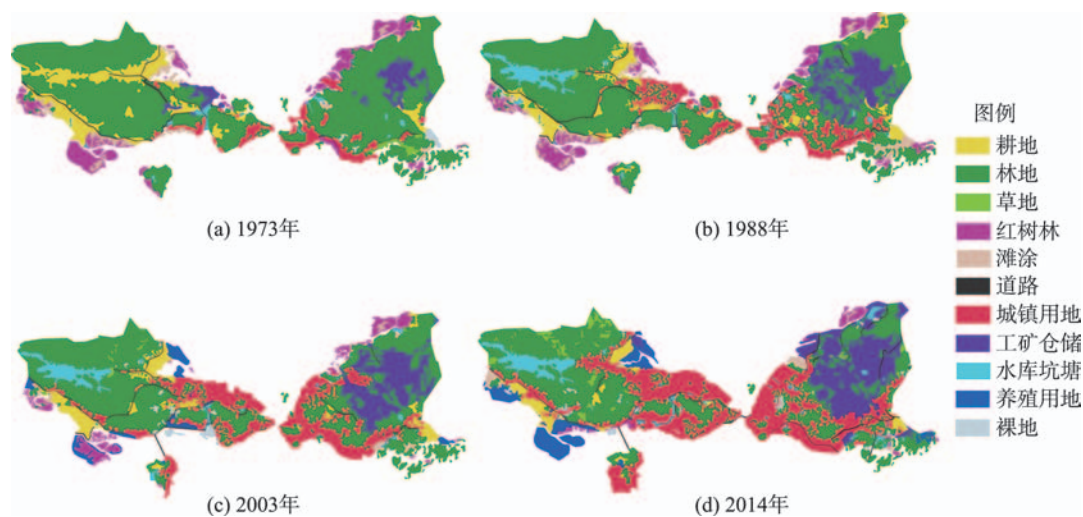 (a) 1973年
(b) 1988年
图例
耕地
林地
草地
红树林
滩涂
道路
城镇用地
工矿仓储
水库坑塘
养殖用地
裸地
(c) 2003年
(d) 2014年